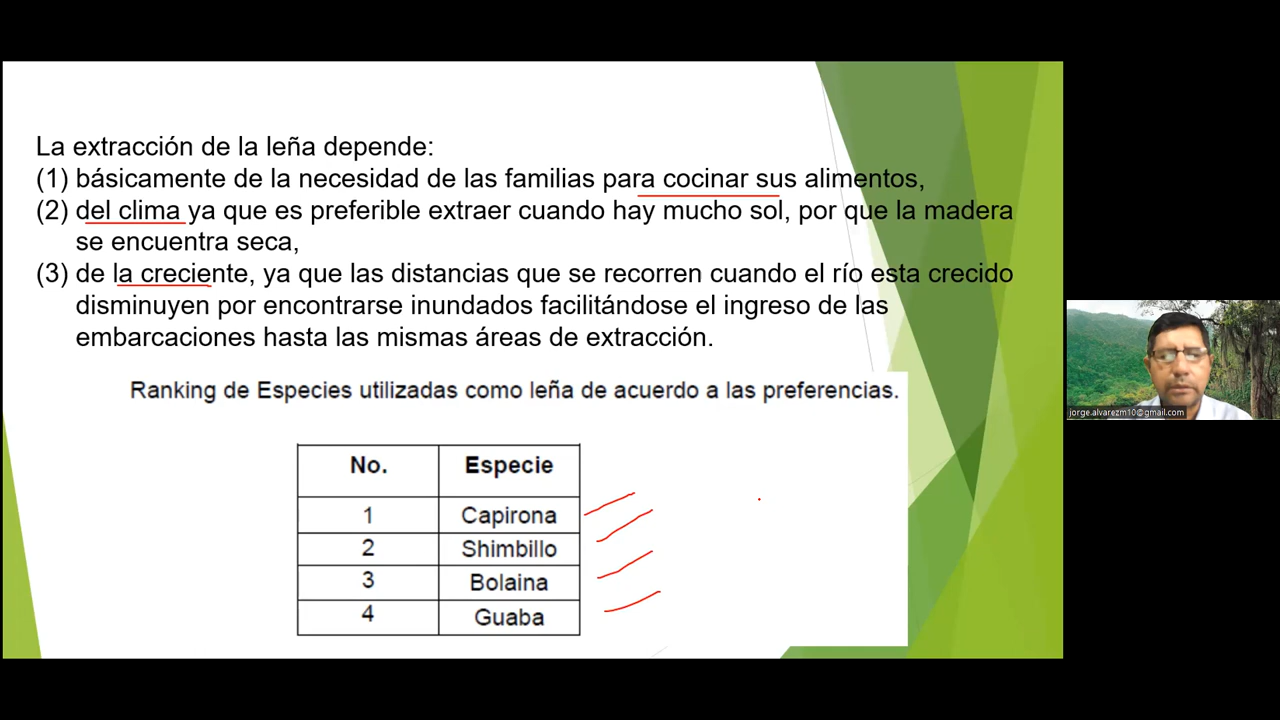 La extracción de la leña depende:
(1) básicamente de la necesidad de las familias para cocinar sus alimentos,
(2) del clima ya que es preferible extraer cuando hay mucho sol, por que la madera
se encuentra seca,
(3) de la creciente, ya que las distancias que se recorren cuando el río esta crecido
disminuyen por encontrarse inundados facilitándose el ingreso de las
embarcaciones hasta las mismas áreas de extracción.
Ranking de Especies utilizadas como leña de acuerdo a las preferencias.
No. Especie
1 Capirona
2 Shimbillo
3 Bolaina
4 Guaba
jorge.alvarezm10@gmail.com